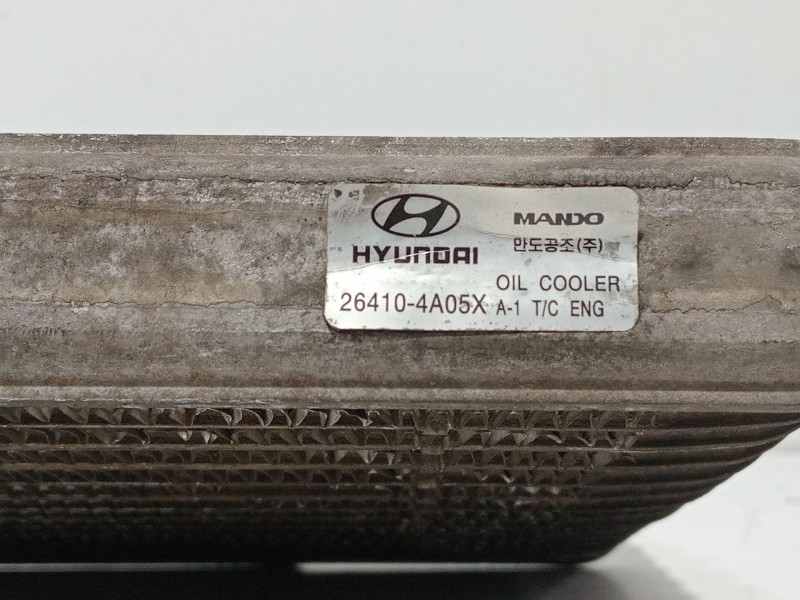 HYUNDAI
MANDO
만도공조(주)
OIL COOLER
26410-4A05X A-1 T/C ENG